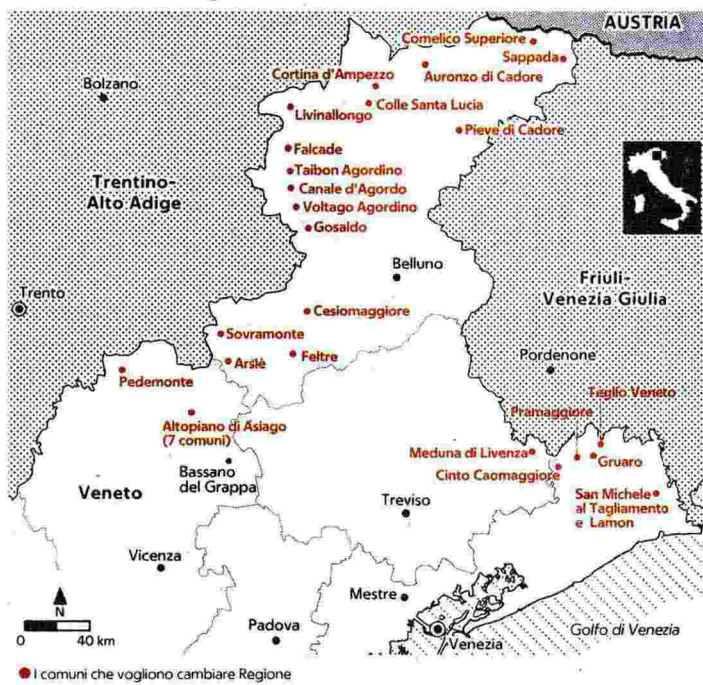 AUSTRIA
Comelico Superiore
Sappada
Auronzo di Cadore
Cortina d'Ampezzo
Bolzano
Colle Santa Lucia
Livinallongo
Pieve di Cadore
Falcade
Taibon Agordino
Trentino-
Alto Adige
Canale d'Agordo
Voltago Agordino
Gosaldo
Belluno
Friuli-
Venezia Giulia
Trento
Cesiomaggiore
Sovramonte
Feltre
Arsiè
Pordenone
Pedemonte
Teglio Veneto
Pramaggiore
Altopiano di Asiago
(7 comuni)
Meduna di Livenza
Gruaro
Cinto Caomaggiore
Bassano
del Grappa
Veneto
San Michele
al Tagliamento
e Lamon
Treviso
Vicenza
N
Mestre
0 40 km
Padova
Venezia
Golfo di Venezia
I comuni che vogliono cambiare Regione